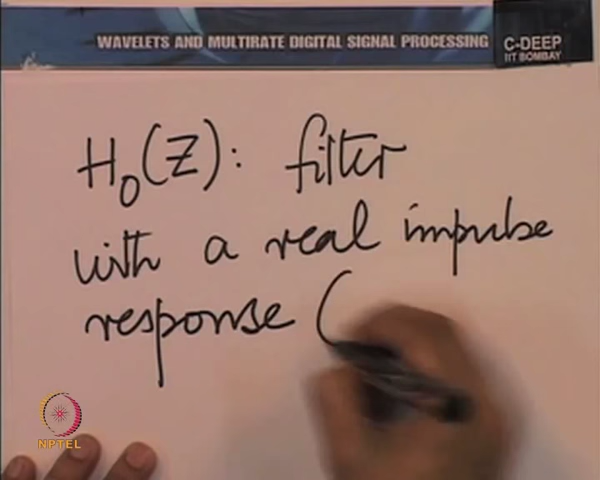 WAVELETS AND MULTIRATE DIGITAL SIGNAL PROCESSING
C-DEEP
IIT BOMBAY
H₀(Z): filter
with a real impulse
response (
NPTEL